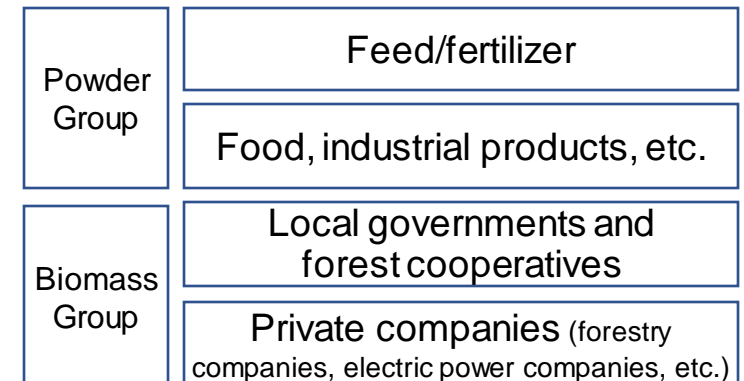 Powder
Group
Feed/fertilizer
Food, industrial products, etc.
Biomass
Group
Local governments and
forest cooperatives
Private companies (forestry
companies, electric power companies, etc.)